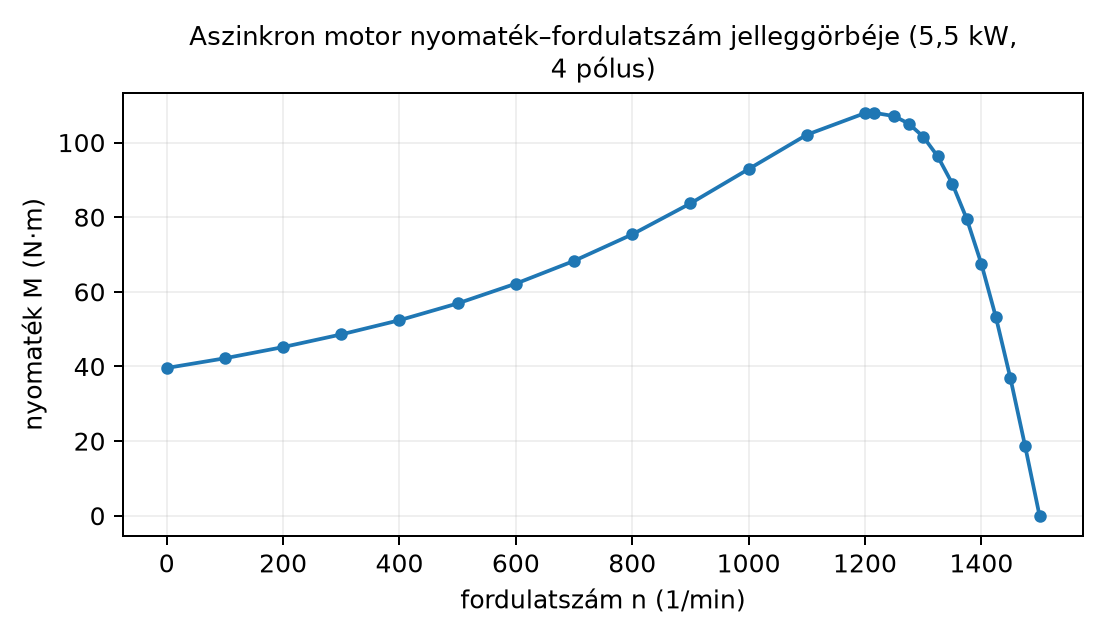 Aszinkron motor nyomaték–fordulatszám jelleggörbéje (5,5 kW,
4 pólus)
nyomaték M (N·m)
100
80
60
40
20
0
0 200 400 600 800 1000 1200 1400
fordulatszám n (1/min)